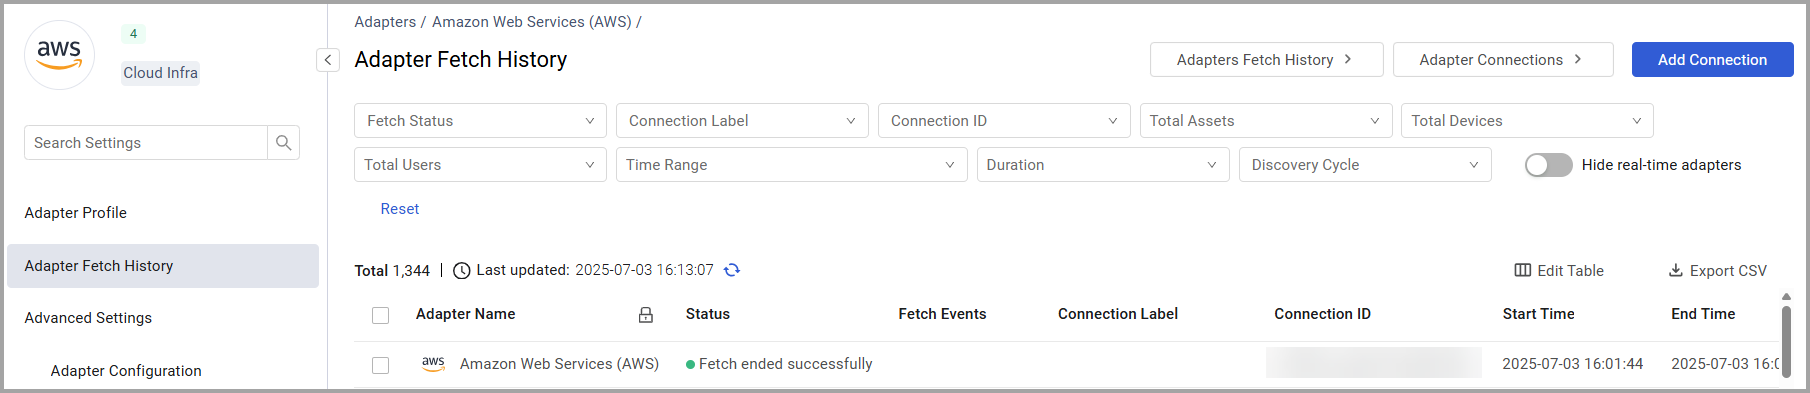 aws
4
Cloud Infra
Search Settings
Adapter Profile
Adapter Fetch History
Advanced Settings
Adapter Configuration
Adapters / Amazon Web Services (AWS) /
Adapter Fetch History
Adapters Fetch History
Adapter Connections
Add Connection
Fetch Status
Connection Label
Connection ID
Total Assets
Total Devices
Total Users
Time Range
Duration
Discovery Cycle
Hide real-time adapters
Reset
Total 1,344
Last updated: 2025-07-03 16:13:07
Edit Table
Export CSV
Adapter Name
Status
Fetch Events
Connection Label
Connection ID
Start Time
End Time
aws
Amazon Web Services (AWS)
Fetch ended successfully
2025-07-03 16:01:44
2025-07-03 16: